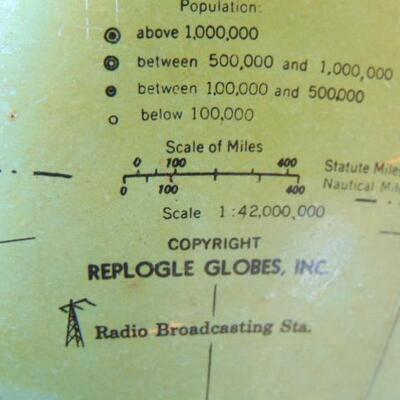 Population:
above 1,000,000
between 500,000 and 1,000,000
between 1,00,000 and 500,000
below 100,000
Scale of Miles
0 100 400 Statute Miles
0 100 400 Nautical
Scale 1:42,000,000
COPYRIGHT
REPLOGLE GLOBES, INC.
Radio Broadcasting Sta.